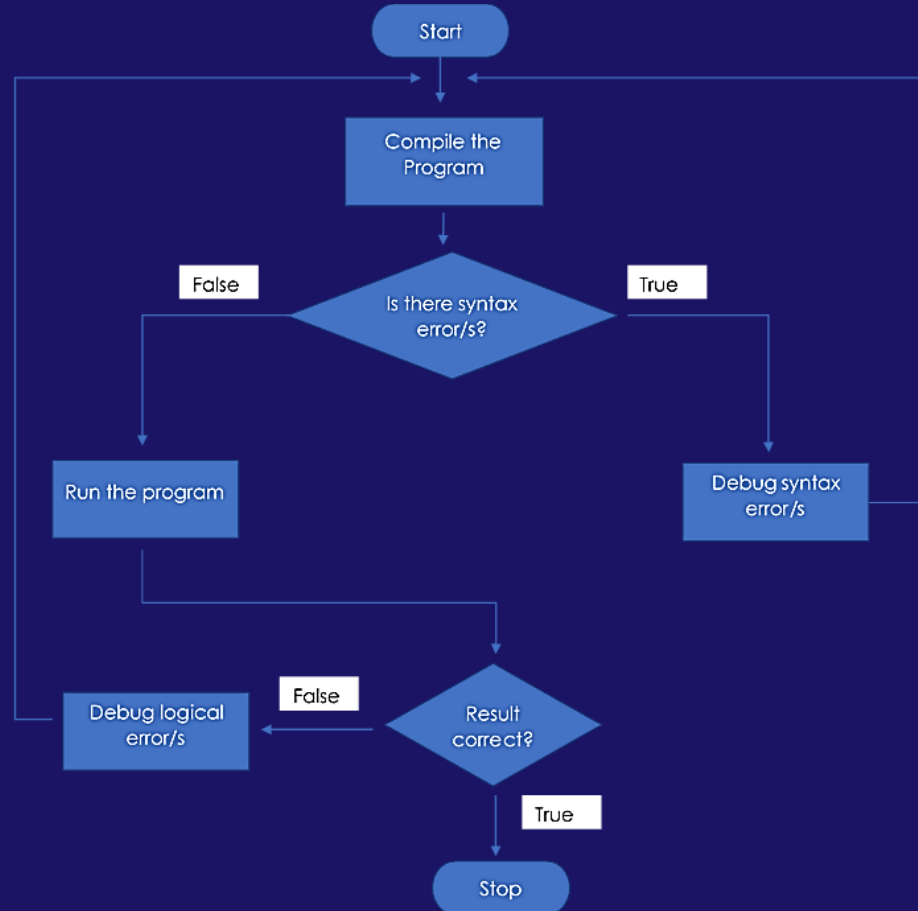 Start
Compile the
Program
False
True
Is there syntax
error/s?
Run the program
Debug syntax
error/s
False
Debug logical
error/s
Result
correct?
True
Stop